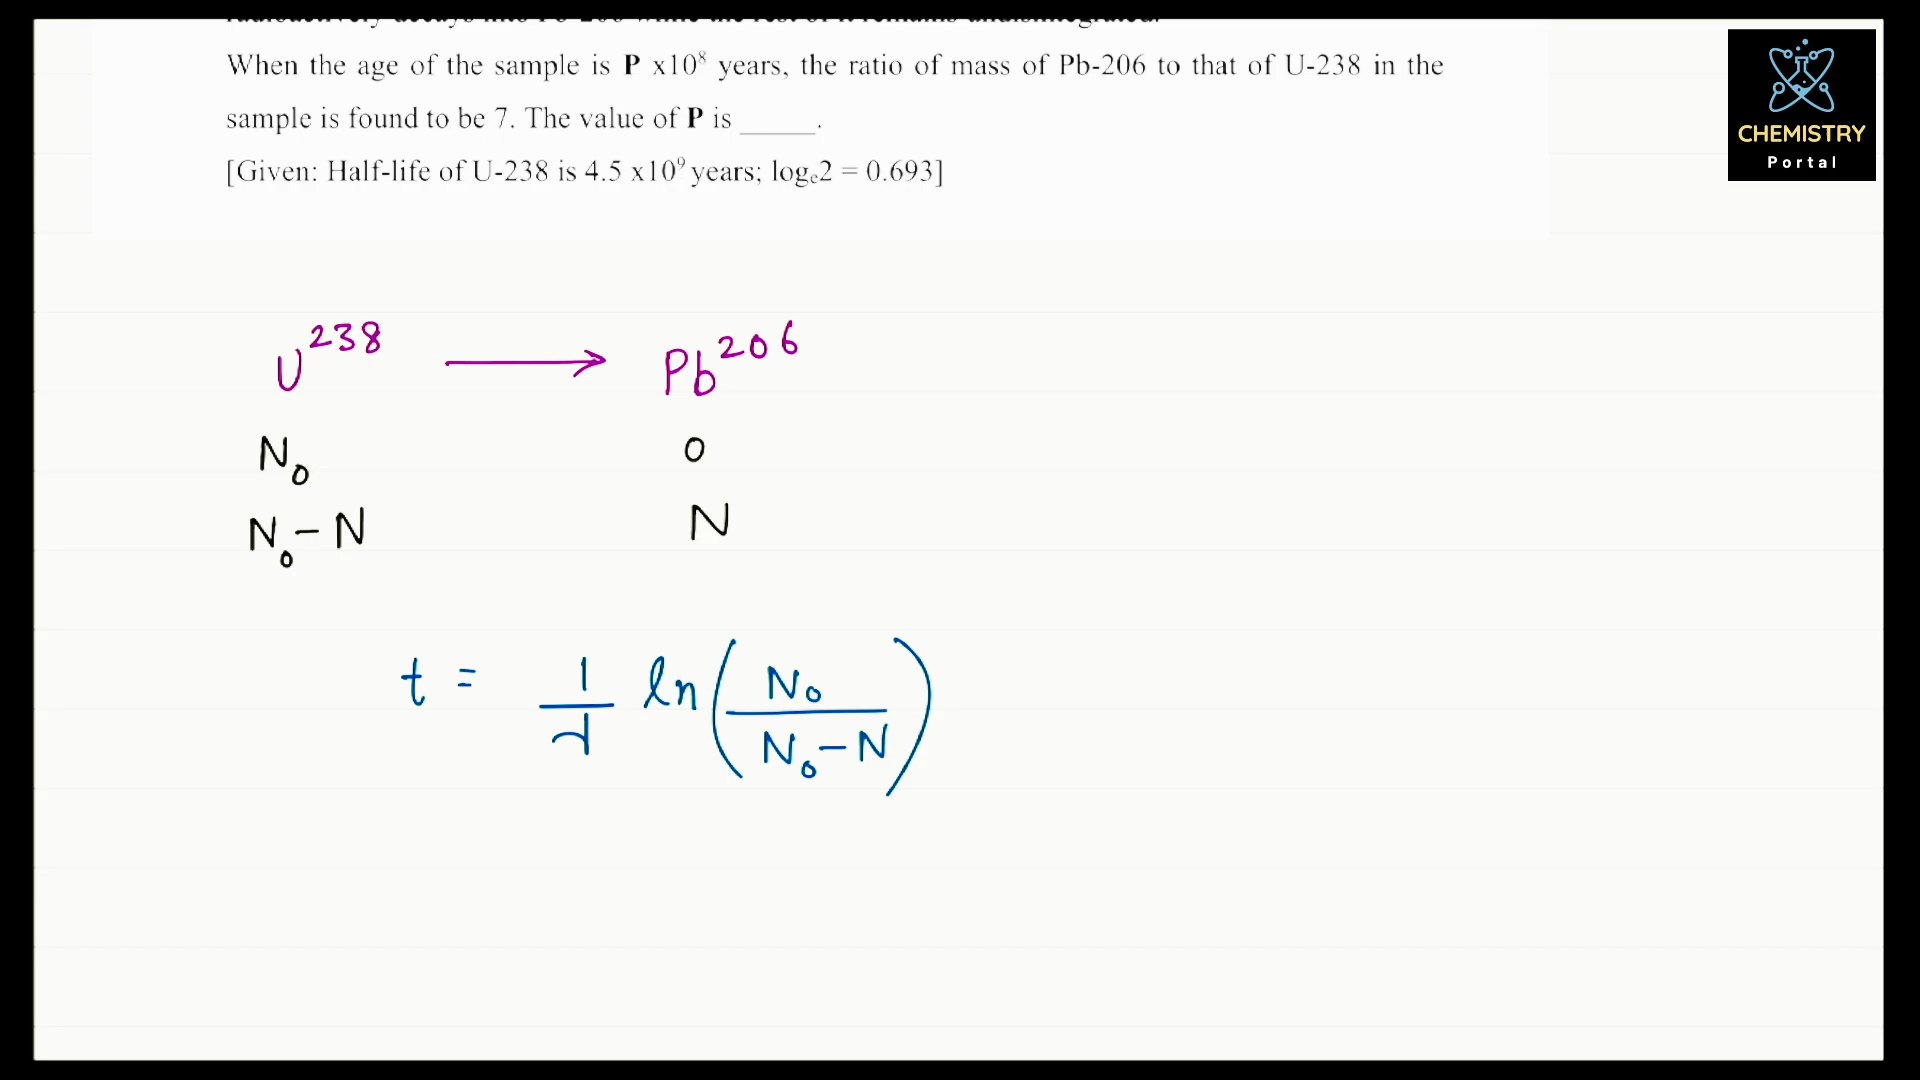 When the age of the sample is P x10⁸ years, the ratio of mass of Pb-206 to that of U-238 in the
sample is found to be 7. The value of P is ______.
[Given: Half-life of U-238 is 4.5 x10⁹ years; logₑ2 = 0.693]
CHEMISTRY
Portal
U²³⁸ ⟶ Pb²⁰⁶
N₀ 0
N₀ − N N
t = 1/λ ln(N₀/(N₀ − N))